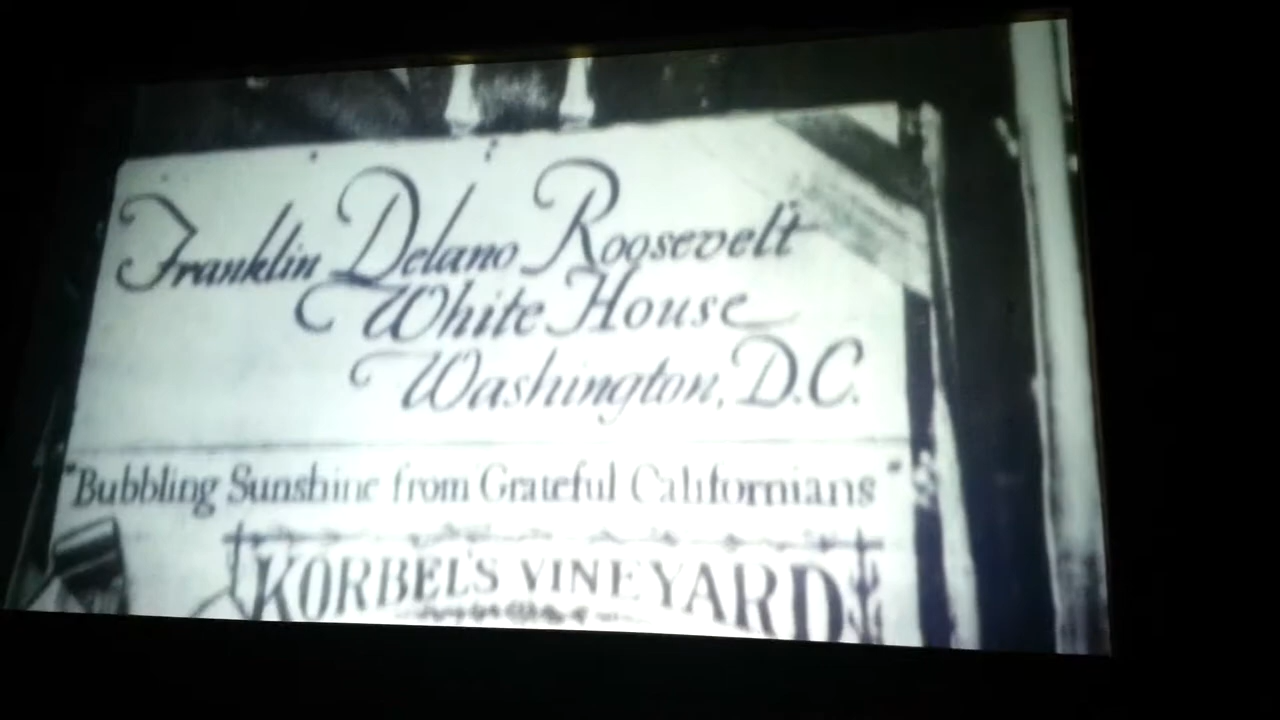 Franklin Delano Roosevelt
White House
Washington, D.C.
"Bubbling Sunshine from Grateful Californians"
KORBEL'S VINEYARD